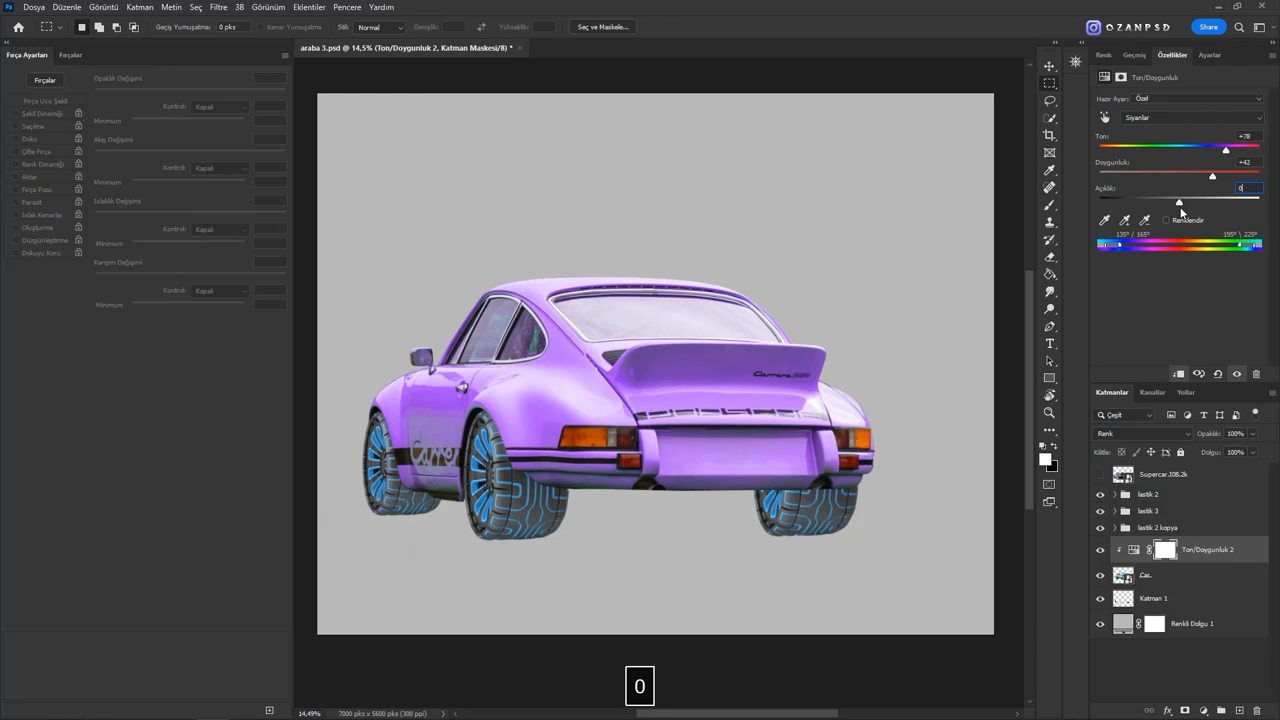 Dosya Düzenle Görüntü Katman Metin Seç Filtre 3B Görünüm Eklentiler Pencere Yardım
Geçiş Yumuşatma: 0 pks Kenar Yumuşatma Stil: Normal Genişlik: Yükseklik: Seç ve Maskele... OZANPSD Share
Fırça Ayarları Fırçalar
araba 3.psd @ 14,5% (Ton/Doygunluk 2, Katman Maskesi/8) *
Renk Geçmiş Özellikler Ayarlar
Fırçalar
Opaklık Değişimi
Fırça Ucu Şekli
Kontrol: Kapalı
Şekil Dinamiği
Minimum
Saçılma
Doku
Akış Değişimi
Çifte Fırça
Renk Dinamiği
Kontrol: Kapalı
Aktar
Minimum
Fırça Pozu
Parazit
Islaklık Değişimi
Islak Kenarlar
Oluşturma
Kontrol: Kapalı
Düzgünleştirme
Minimum
Dokuyu Koru
Karışım Değişimi
Kontrol: Kapalı
Minimum
Ton/Doygunluk
Hazır Ayar: Özel
Siyanlar
Ton: +78
Doygunluk: +42
Açıklık: 0
Renklendir
135° / 165° 195° \ 225°
Carrera RS
Katmanlar Kanallar Yollar
Çeşit
Renk Opaklık: 100%
Kilitle: Dolgu: 100%
Supercar.I08.2k
lastik 2
lastik 3
lastik 2 kopya
Ton/Doygunluk 2
Car.
Katman 1
Renkli Dolgu 1
0
14.49% 7000 pks x 5600 pks (300 ppi)